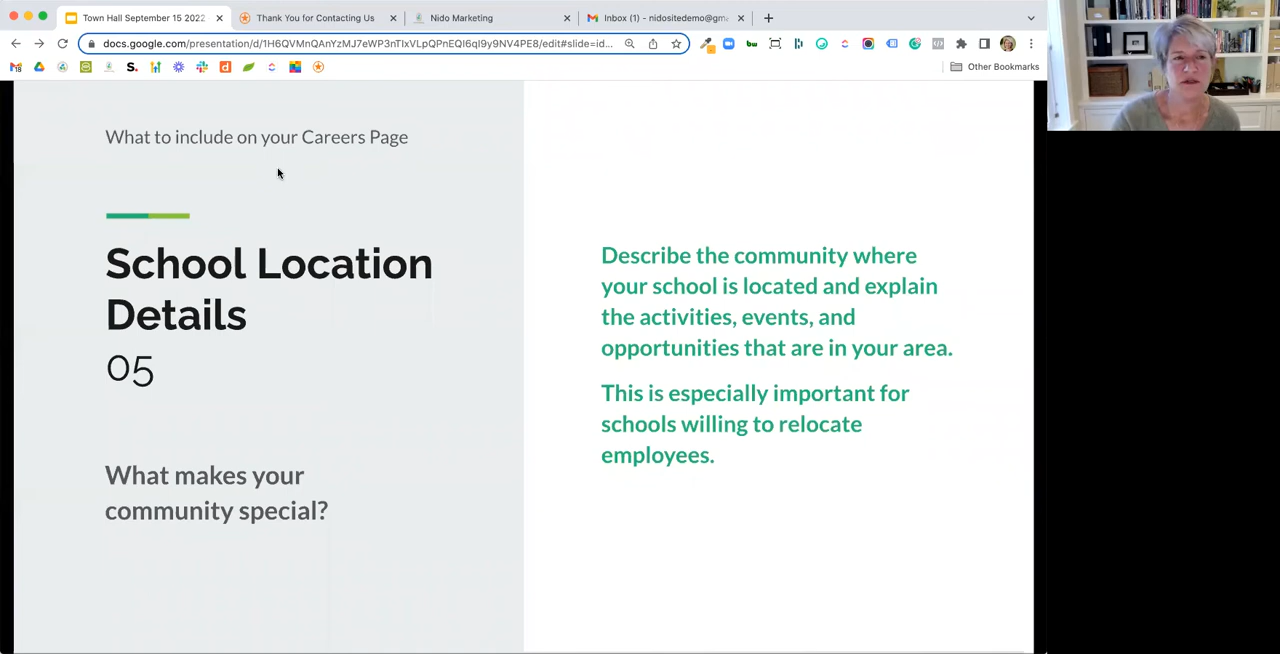 Town Hall September 15 2022
Thank You for Contacting Us
Nido Marketing
Inbox (1) - nidositedemo@gm
docs.google.com/presentation/d/1H6QVMnQAnYzMJ7eWP3nTIxVLpQPnEQI6qI9y9NV4PE8/edit#slide=id...
Other Bookmarks
What to include on your Careers Page
School Location
Details
05
What makes your
community special?
Describe the community where
your school is located and explain
the activities, events, and
opportunities that are in your area.
This is especially important for
schools willing to relocate
employees.